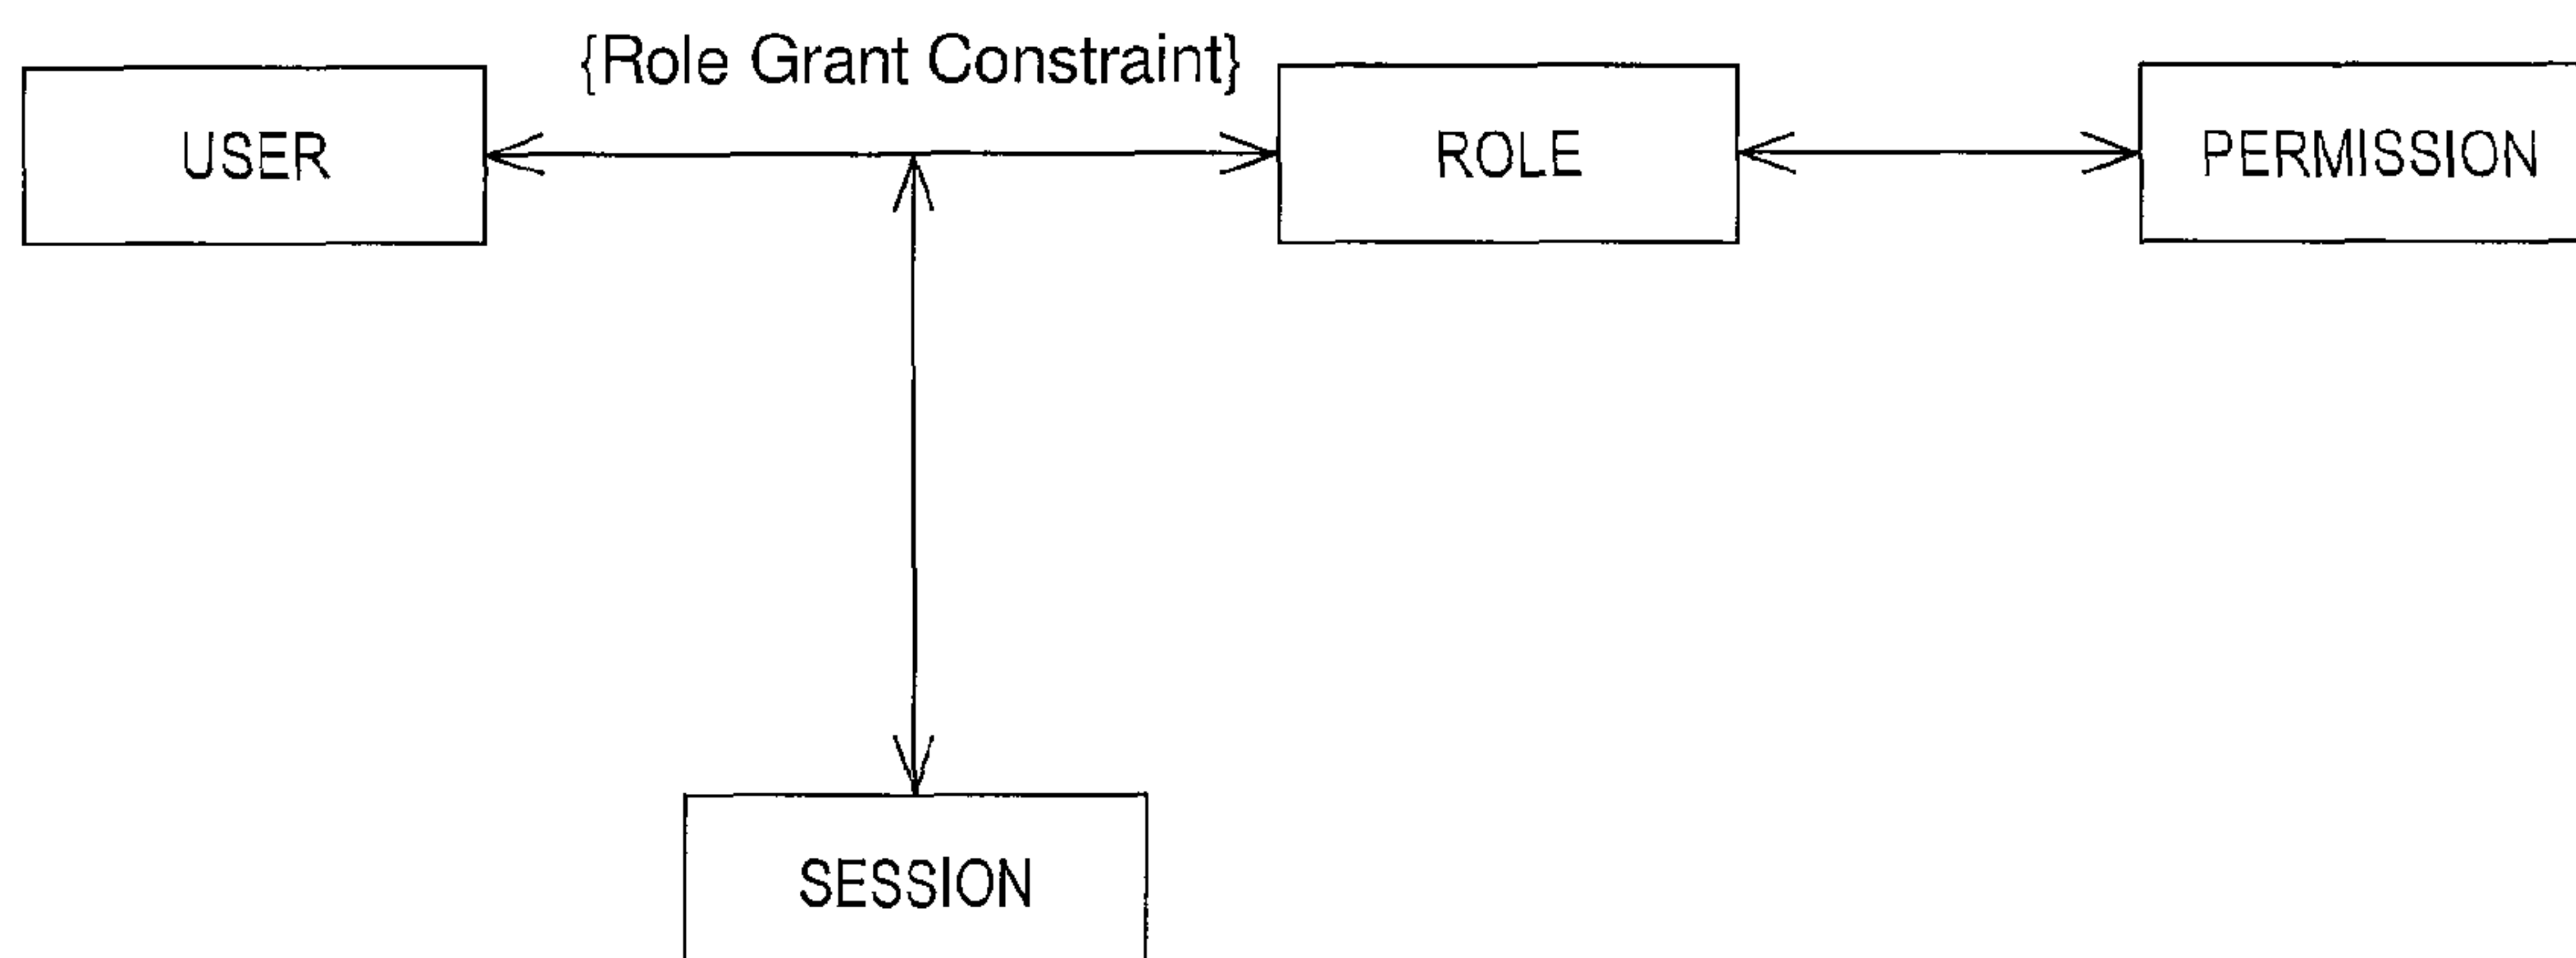 {Role Grant Constraint}
USER
ROLE
PERMISSION
SESSION